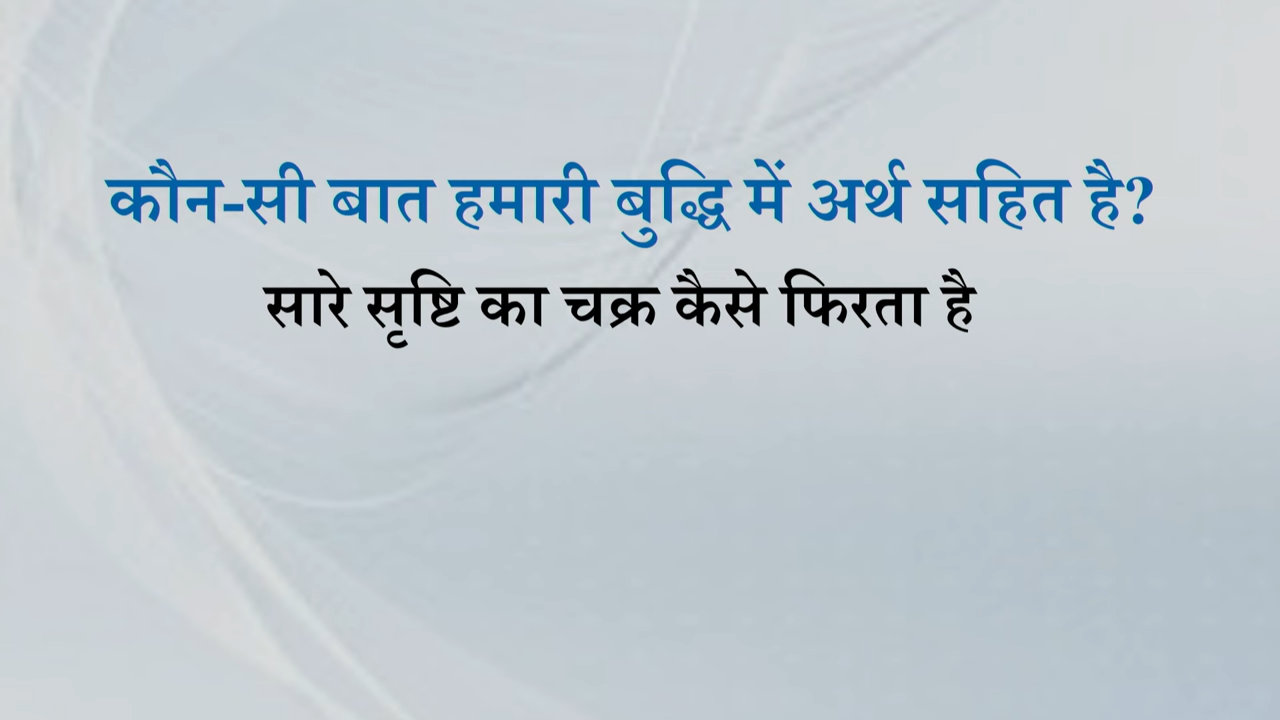 कौन-सी बात हमारी बुद्धि में अर्थ सहित है?
सारे सृष्टि का चक्र कैसे फिरता है